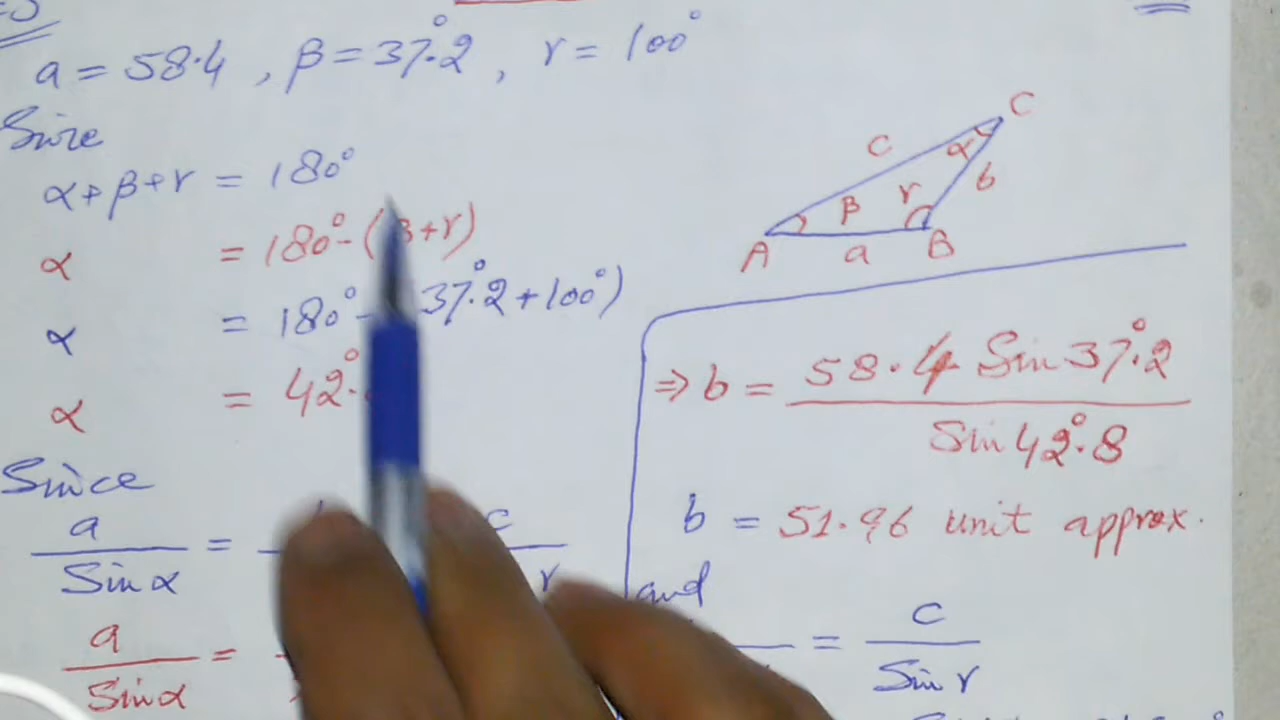 a = 58.4 , β = 37°.2 , γ = 100°
Since
α + β + γ = 180°
α = 180° - (β + γ)
α = 180° - 37°.2 + 100°)
α = 42°.
Since
a / Sin α = c / γ
a / Sin α =
C
c α b
β γ
A a B
⇒ b = 58.4 Sin 37°.2 / Sin 42°.8
b = 51.96 unit approx.
and
= c / Sin γ